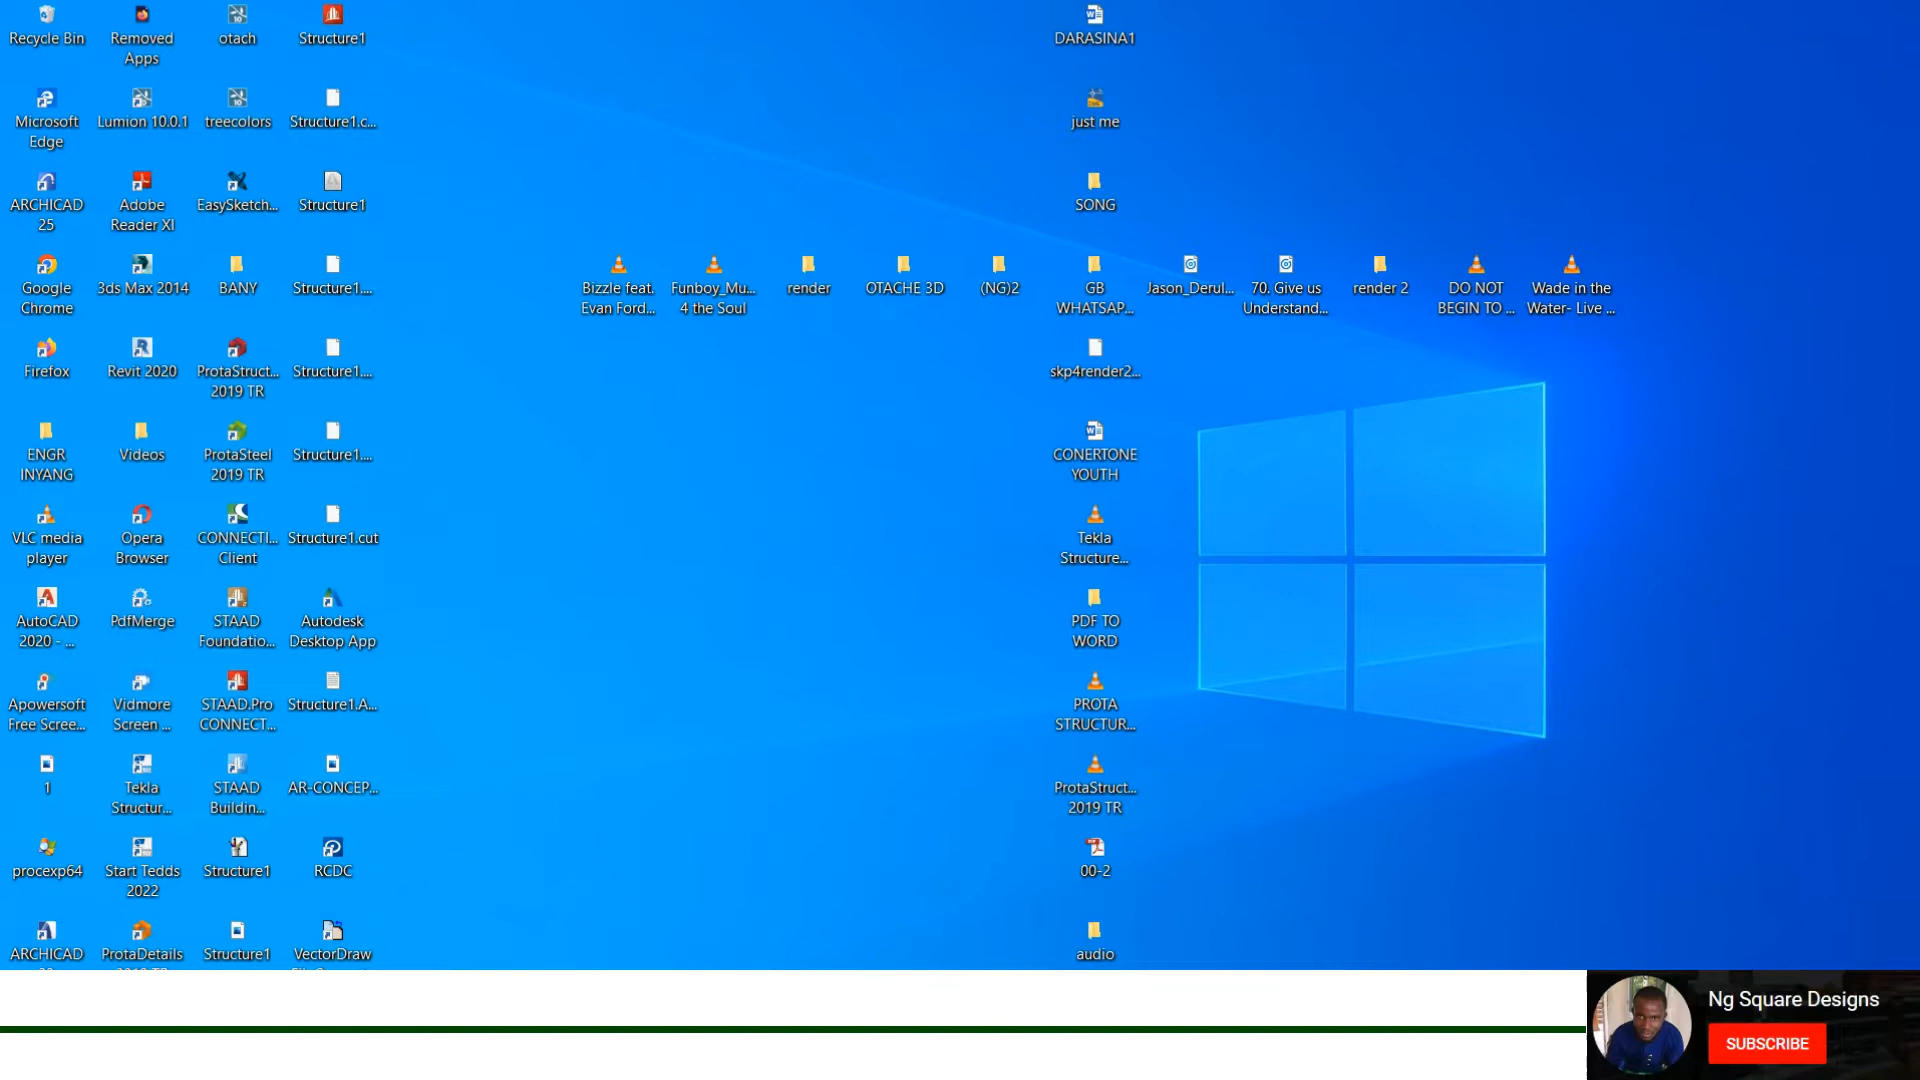 Recycle Bin
Removed
Apps
otach
Structure1
DARASINA1
Microsoft
Edge
Lumion 10.0.1
treecolors
Structure1.c...
just me
ARCHICAD
25
Adobe
Reader XI
EasySketch...
Structure1
SONG
Google
Chrome
3ds Max 2014
BANY
Structure1....
Bizzle feat.
Evan Ford...
Funboy_Mu...
4 the Soul
render
OTACHE 3D
(NG)2
GB
WHATSAP...
Jason_Derul...
70. Give us
Understand...
render 2
DO NOT
BEGIN TO ...
Wade in the
Water- Live ...
Firefox
Revit 2020
ProtaStruct...
2019 TR
Structure1....
skp4render2...
ENGR
INYANG
Videos
ProtaSteel
2019 TR
Structure1....
CONERTONE
YOUTH
VLC media
player
Opera
Browser
CONNECTI...
Client
Structure1.cut
Tekla
Structure...
AutoCAD
2020 - ...
PdfMerge
STAAD
Foundatio...
Autodesk
Desktop App
PDF TO
WORD
Apowersoft
Free Scree...
Vidmore
Screen ...
STAAD.Pro
CONNECT...
Structure1.A...
PROTA
STRUCTUR...
1
Tekla
Structur...
STAAD
Buildin...
AR-CONCEP...
ProtaStruct...
2019 TR
procexp64
Start Tedds
2022
Structure1
RCDC
00-2
ARCHICAD
ProtaDetails
Structure1
VectorDraw
audio
Ng Square Designs
SUBSCRIBE